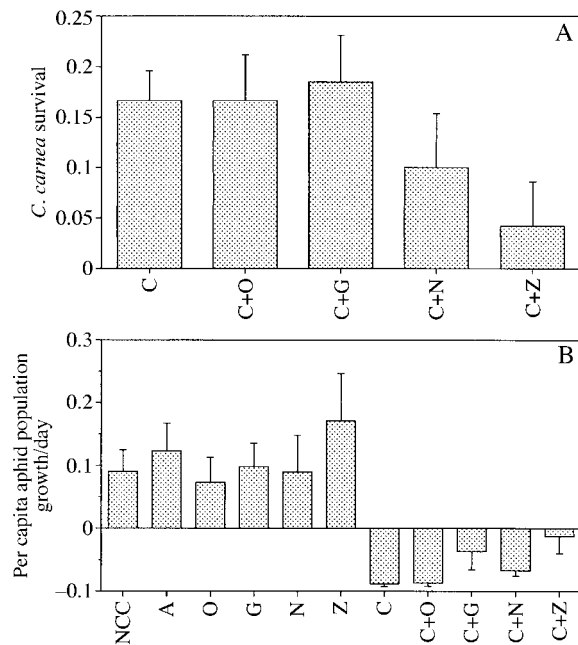 A
C. carnea survival
0.25
0.2
0.15
0.1
0.05
0
C
C+O
C+G
C+N
C+Z
B
Per capita aphid population
growth/day
0.3
0.2
0.1
0
−0.1
NCC
A
O
G
N
Z
C
C+O
C+G
C+N
C+Z